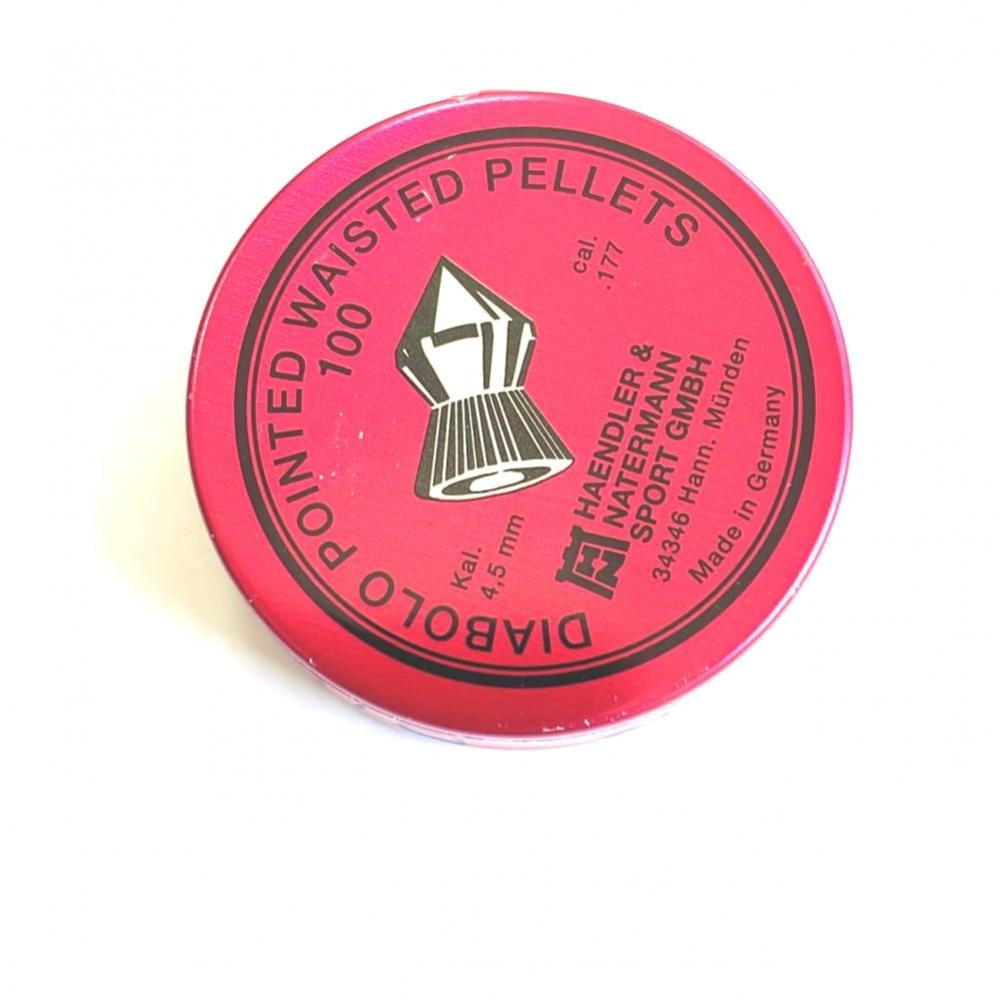 DIABOLO POINTED WAISTED PELLETS
100
cal.
.177
Kal.
4,5 mm
HN
HAENDLER &
NATERMANN
SPORT GMBH
34346 Hann. Münden
Made in Germany